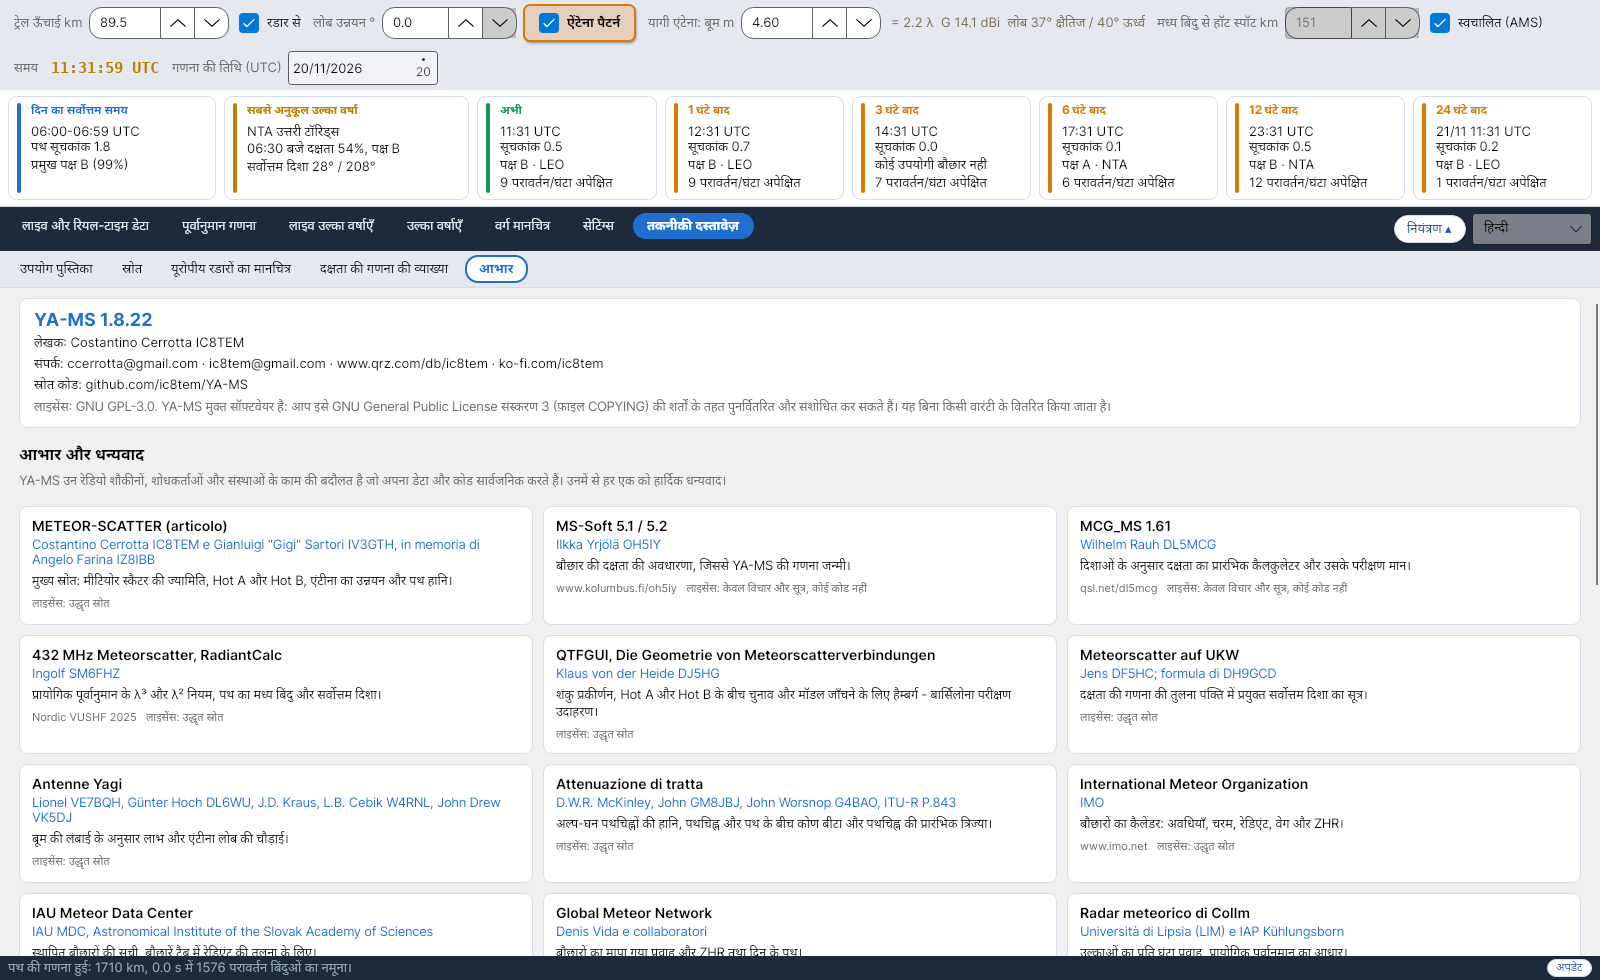 ट्रेल ऊँचाई km 89.5 रडार से लोब उन्नयन ° 0.0 ऐंटेना पैटर्न यागी एंटेना: बूम m 4.60 = 2.2 λ G 14.1 dBi लोब 37° क्षैतिज / 40° ऊर्ध्व मध्य बिंदु से हॉट स्पॉट km 151 स्वचालित (AMS)
समय 11:31:59 UTC गणना की तिथि (UTC) 20/11/2026 20
दिन का सर्वोत्तम समय
06:00-06:59 UTC
पथ सूचकांक 1.8
प्रमुख पक्ष B (99%)
सबसे अनुकूल उल्का वर्षा
NTA उत्तरी टॉरिड्स
06:30 बजे दक्षता 54%, पक्ष B
सर्वोत्तम दिशा 28° / 208°
अभी
11:31 UTC
सूचकांक 0.5
पक्ष B · LEO
9 परावर्तन/घंटा अपेक्षित
1 घंटे बाद
12:31 UTC
सूचकांक 0.7
पक्ष B · LEO
9 परावर्तन/घंटा अपेक्षित
3 घंटे बाद
14:31 UTC
सूचकांक 0.0
कोई उपयोगी बौछार नहीं
7 परावर्तन/घंटा अपेक्षित
6 घंटे बाद
17:31 UTC
सूचकांक 0.1
पक्ष A · NTA
6 परावर्तन/घंटा अपेक्षित
12 घंटे बाद
23:31 UTC
सूचकांक 0.5
पक्ष B · NTA
12 परावर्तन/घंटा अपेक्षित
24 घंटे बाद
21/11 11:31 UTC
सूचकांक 0.2
पक्ष B · LEO
1 परावर्तन/घंटा अपेक्षित
लाइव और रियल-टाइम डेटा पूर्वानुमान गणना लाइव उल्का वर्षाएँ उल्का वर्षाएँ वर्ग मानचित्र सेटिंग्स तकनीकी दस्तावेज़ नियंत्रण ▴ हिन्दी
उपयोग पुस्तिका स्रोत यूरोपीय रडारों का मानचित्र दक्षता की गणना की व्याख्या आभार
YA-MS 1.8.22
लेखक: Costantino Cerrotta IC8TEM
संपर्क: ccerrotta@gmail.com · ic8tem@gmail.com · www.qrz.com/db/ic8tem · ko-fi.com/ic8tem
स्रोत कोड: github.com/ic8tem/YA-MS
लाइसेंस: GNU GPL-3.0. YA-MS मुक्त सॉफ़्टवेयर है: आप इसे GNU General Public License संस्करण 3 (फ़ाइल COPYING) की शर्तों के तहत पुनर्वितरित और संशोधित कर सकते हैं। यह बिना किसी वारंटी के वितरित किया जाता है।
आभार और धन्यवाद
YA-MS उन रेडियो शौकीनों, शोधकर्ताओं और संस्थाओं के काम की बदौलत है जो अपना डेटा और कोड सार्वजनिक करते हैं। उनमें से हर एक को हार्दिक धन्यवाद।
METEOR-SCATTER (articolo)
Costantino Cerrotta IC8TEM e Gianluigi "Gigi" Sartori IV3GTH, in memoria di
Angelo Farina IZ8IBB
मुख्य स्रोत: मीटियोर स्कैटर की ज्यामिति, Hot A और Hot B, एंटीना का उन्नयन और पथ हानि।
लाइसेंस: उद्धृत स्रोत
MS-Soft 5.1 / 5.2
Ilkka Yrjölä OH5IY
बौछार की दक्षता की अवधारणा, जिससे YA-MS की गणना जन्मी।
www.kolumbus.fi/oh5iy लाइसेंस: केवल विचार और सूत्र, कोई कोड नहीं
MCG_MS 1.61
Wilhelm Rauh DL5MCG
दिशाओं के अनुसार दक्षता का प्रारंभिक कैलकुलेटर और उसके परीक्षण मान।
qsl.net/dl5mcg लाइसेंस: केवल विचार और सूत्र, कोई कोड नहीं
432 MHz Meteorscatter, RadiantCalc
Ingolf SM6FHZ
प्रायोगिक पूर्वानुमान के λ³ और λ² नियम, पथ का मध्य बिंदु और सर्वोत्तम दिशा।
Nordic VUSHF 2025 लाइसेंस: उद्धृत स्रोत
QTFGUI, Die Geometrie von Meteorscatterverbindungen
Klaus von der Heide DJ5HG
शंकु प्रकीर्णन, Hot A और Hot B के बीच चुनाव और मॉडल जाँचने के लिए हैम्बर्ग - बार्सिलोना परीक्षण
उदाहरण।
लाइसेंस: उद्धृत स्रोत
Meteorscatter auf UKW
Jens DF5HC; formula di DH9GCD
दक्षता की गणना की तुलना पंक्ति में प्रयुक्त सर्वोत्तम दिशा का सूत्र।
लाइसेंस: उद्धृत स्रोत
Antenne Yagi
Lionel VE7BQH, Günter Hoch DL6WU, J.D. Kraus, L.B. Cebik W4RNL, John Drew
VK5DJ
बूम की लंबाई के अनुसार लाभ और एंटीना लोब की चौड़ाई।
लाइसेंस: उद्धृत स्रोत
Attenuazione di tratta
D.W.R. McKinley, John GM8JBJ, John Worsnop G4BAO, ITU-R P.843
अल्प-घन पथचिह्नों की हानि, पथचिह्न और पथ के बीच कोण बीटा और पथचिह्न की प्रारंभिक त्रिज्या।
लाइसेंस: उद्धृत स्रोत
International Meteor Organization
IMO
बौछारों का कैलेंडर: अवधियाँ, चरम, रेडिएंट, वेग और ZHR।
www.imo.net लाइसेंस: उद्धृत स्रोत
IAU Meteor Data Center
IAU MDC, Astronomical Institute of the Slovak Academy of Sciences
स्थापित बौछारों की सूची, बौछारें टैब में रेडिएंट की तुलना के लिए।
Global Meteor Network
Denis Vida e collaboratori
बौछारों का मापा गया प्रवाह और ZHR तथा दिन के पथ।
Radar meteorico di Collm
Università di Lipsia (LIM) e IAP Kühlungsborn
उल्काओं का प्रति घंटा प्रवाह, प्रायोगिक पूर्वानुमान का आधार।
पथ की गणना हुई: 1710 km, 0.0 s में 1576 परावर्तन बिंदुओं का नमूना। अपडेट